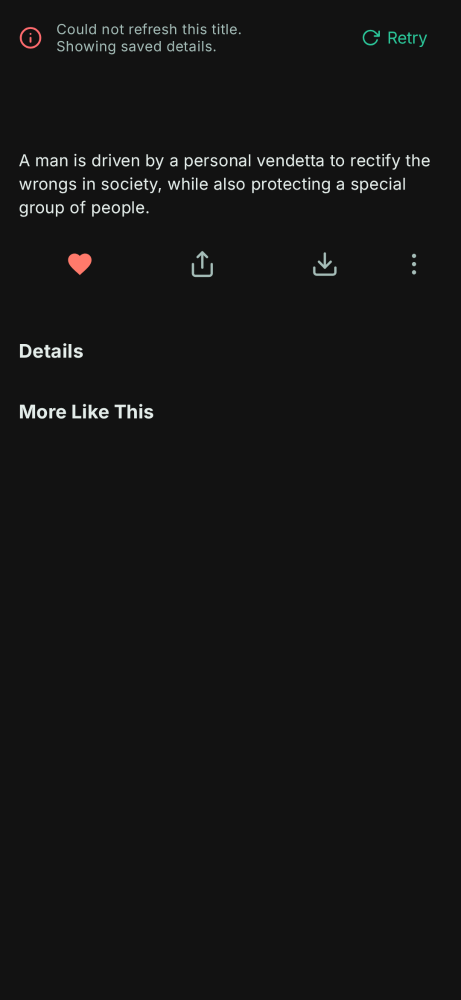 Could not refresh this title.
Showing saved details.
Retry
A man is driven by a personal vendetta to rectify the
wrongs in society, while also protecting a special
group of people.
Details
More Like This